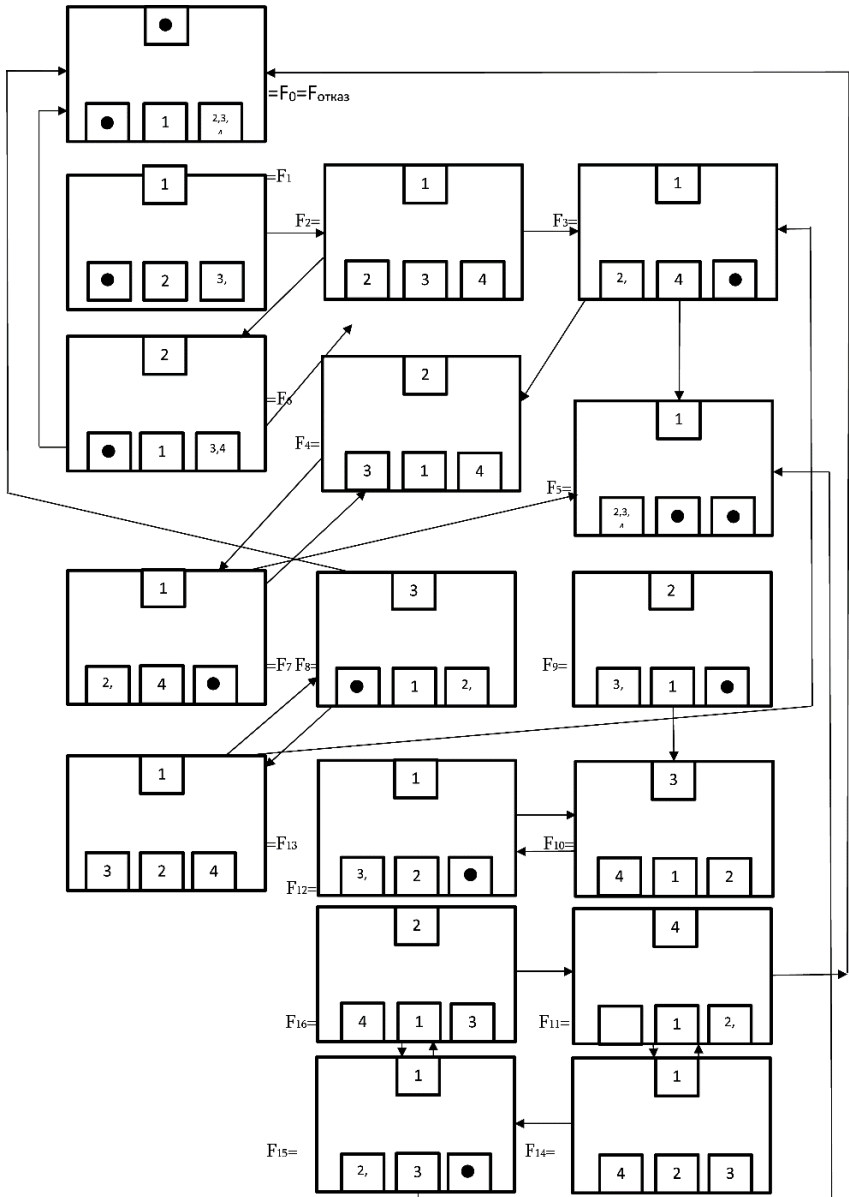 ●
=F0=Fотказ
● 1 2,3,
4
1 =F1
● 2 3,
1
F2=
2 3 4
1
F3=
2, 4 ●
2
=F6
● 1 3,4
2
F4=
3 1 4
1
F5=
2,3,
4 ● ●
1
2, 4 ●
=F7
3
F8=
● 1 2,
2
F9=
3, 1 ●
1
=F13
3 2 4
1
3, 2 ●
F12=
3
F10=
4 1 2
2
F16=
4 1 3
4
F11=
1 2,
1
F15=
2, 3 ●
1
F14=
4 2 3